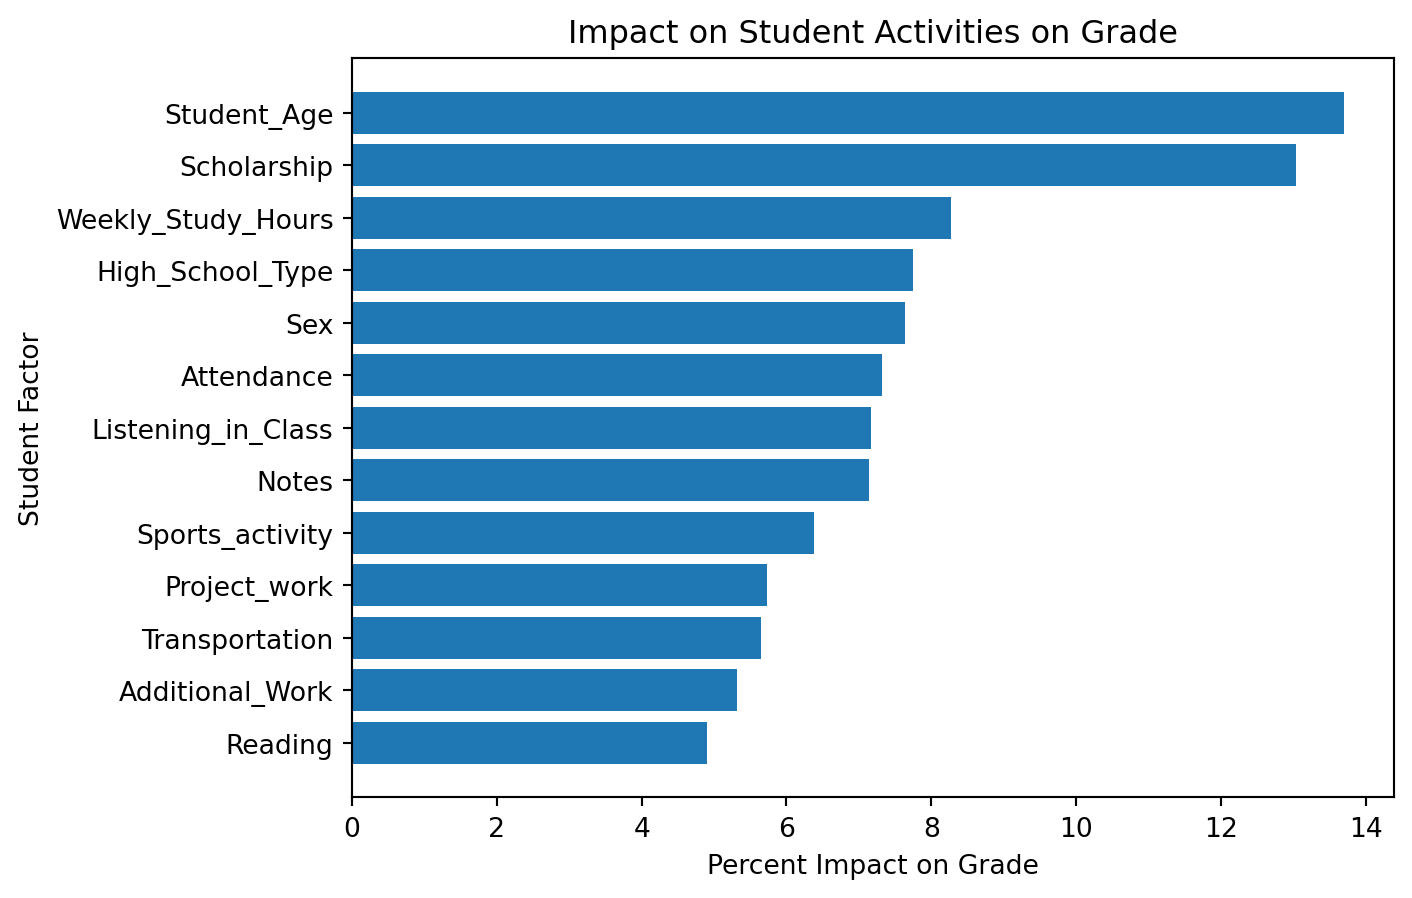 Impact on Student Activities on Grade
Student_Age
Scholarship
Weekly_Study_Hours
High_School_Type
Sex
Attendance
Listening_in_Class
Notes
Sports_activity
Project_work
Transportation
Additional_Work
Reading
Student Factor
0 2 4 6 8 10 12 14
Percent Impact on Grade